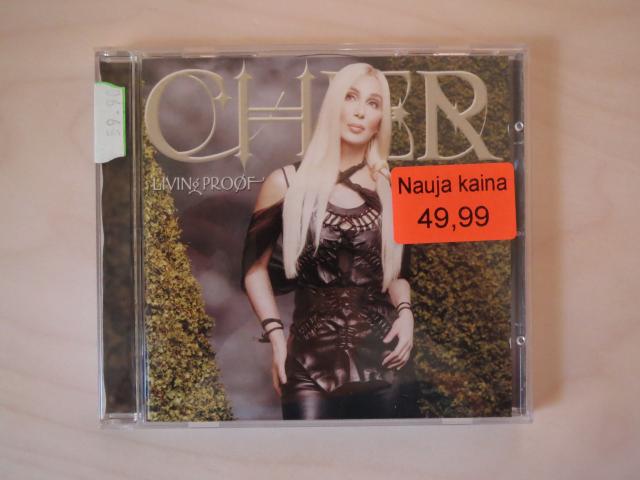 CHER
LIVINg PROOF
Nauja kaina
49,99